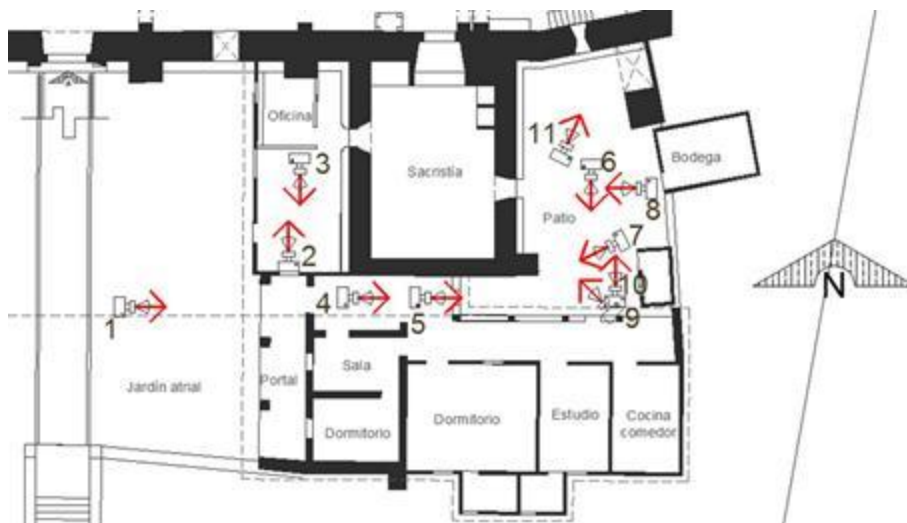 Oficina
11
3
6
Sacristía
Bodega
8
Patio
7
2
10
N
4
5
9
1
Sala
Jardín atrial
Portal
Dormitorio
Dormitorio
Estudio
Cocina
comedor